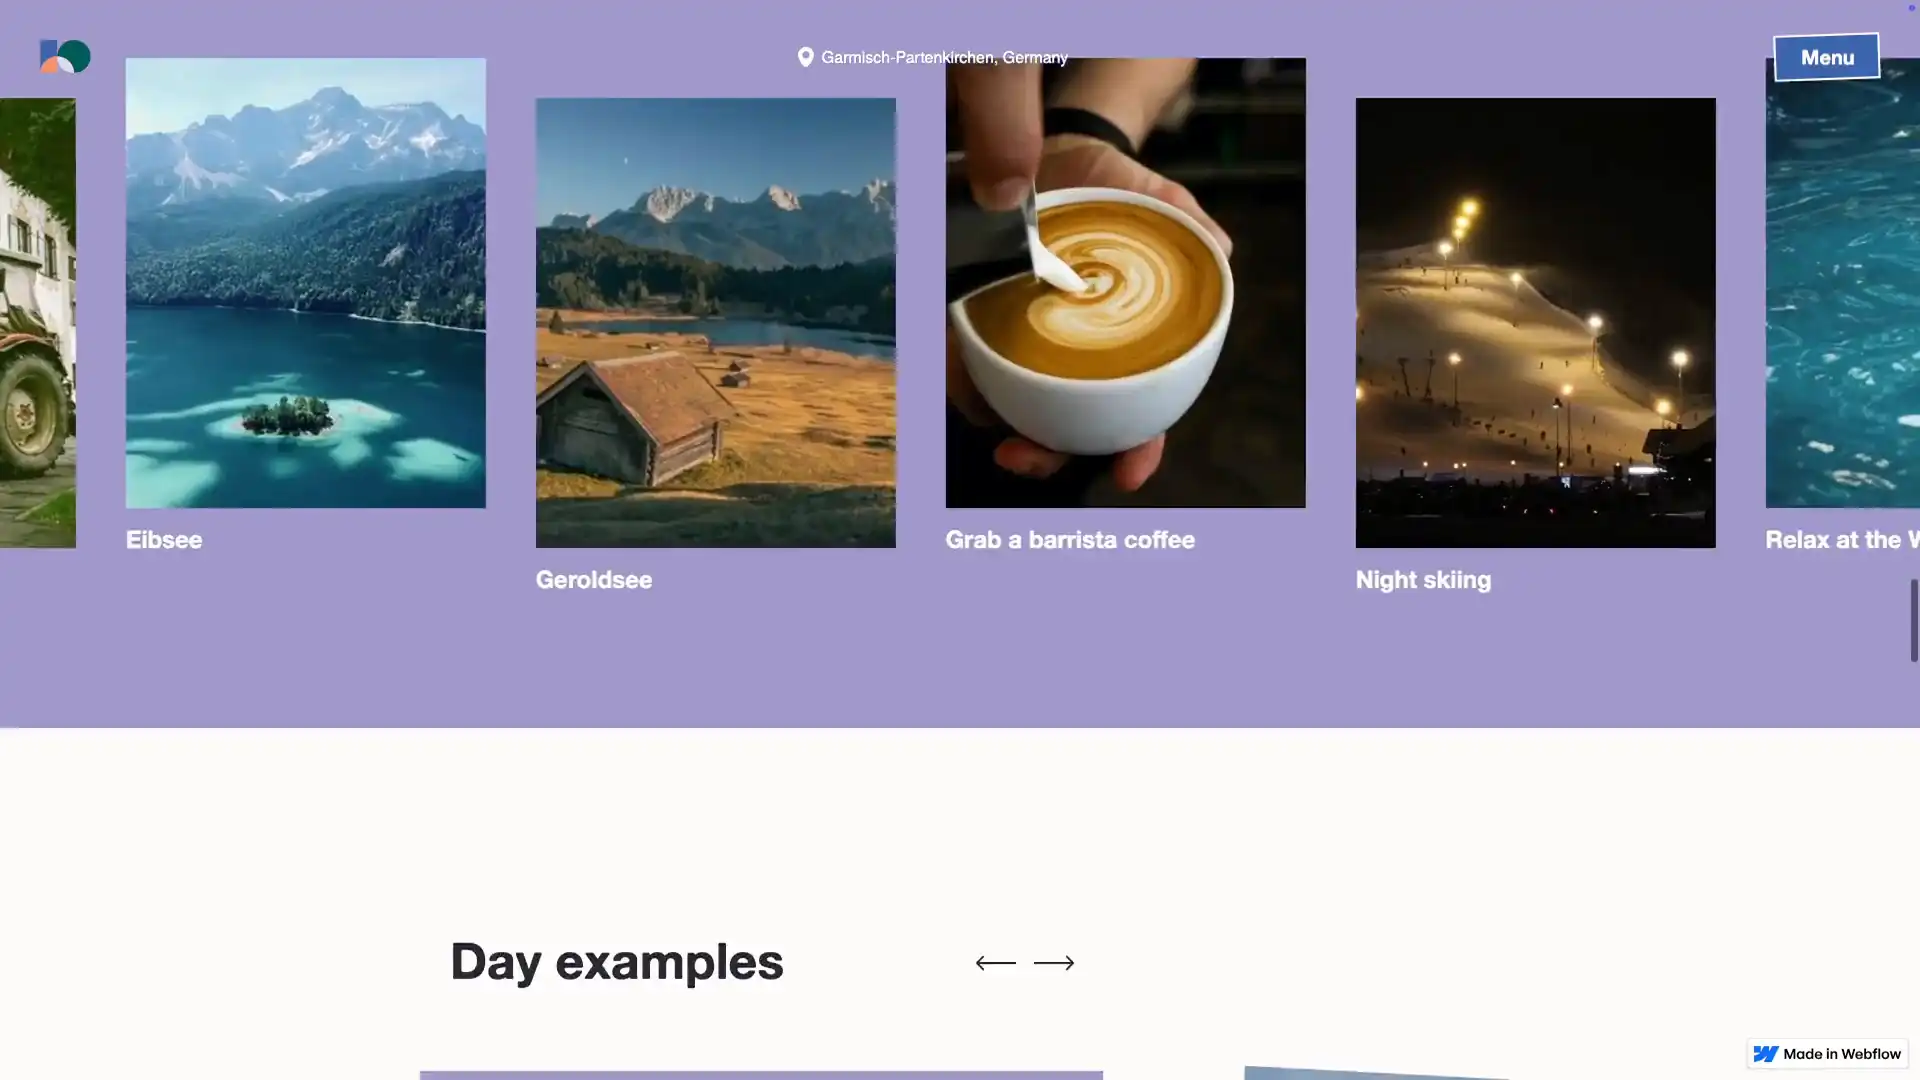 Garmisch-Partenkirchen, Germany
Menu
Eibsee
Grab a barrista coffee
Relax at the
Geroldsee
Night skiing
Day examples
Made in Webflow